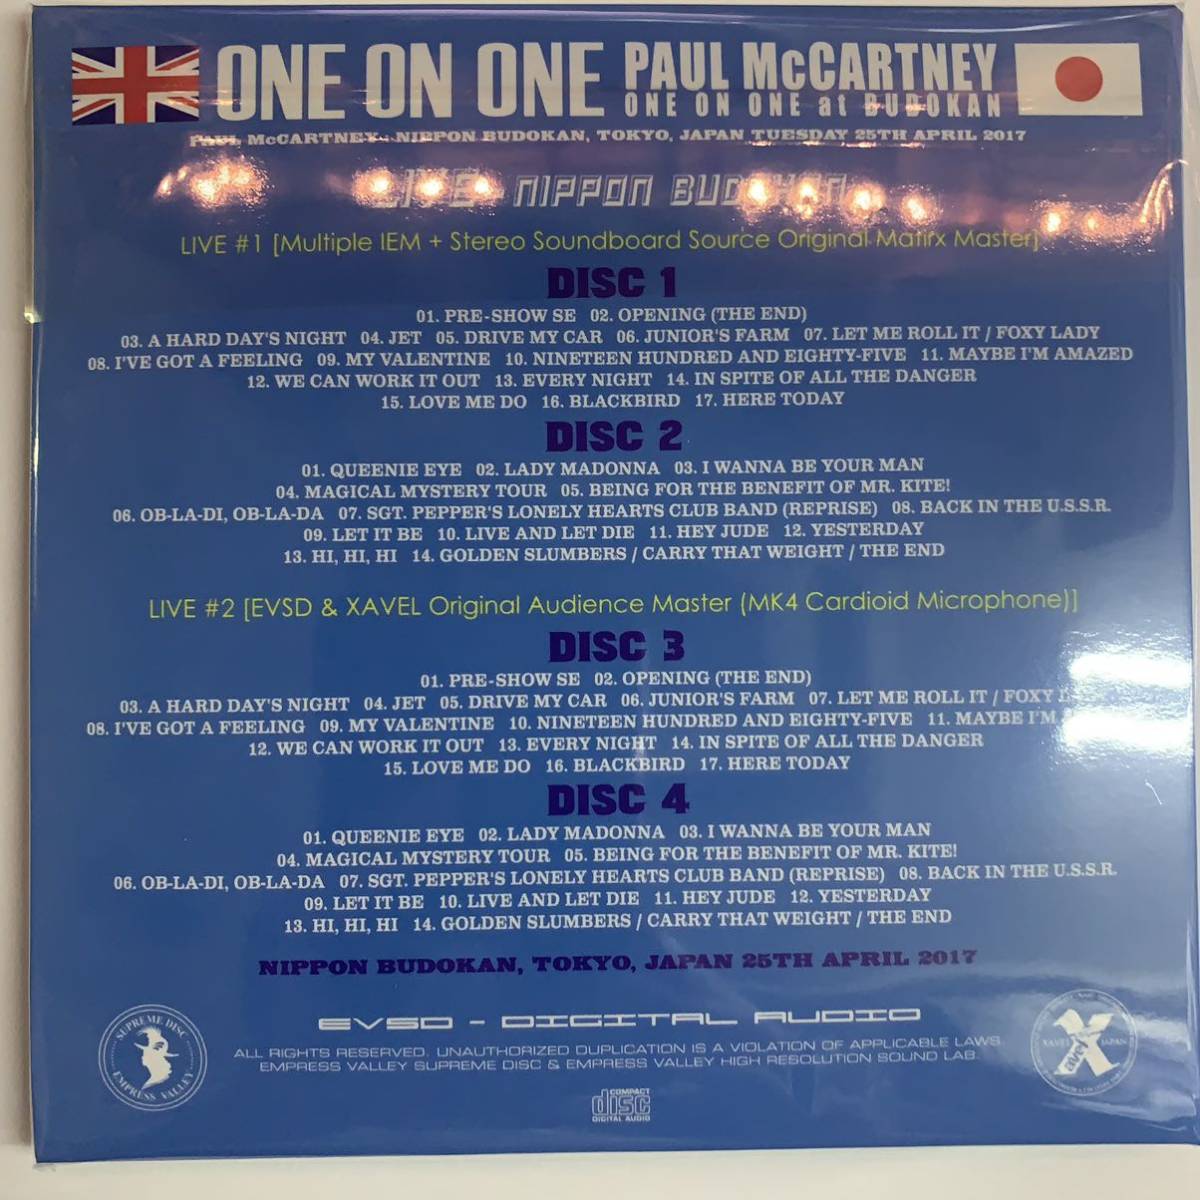 ONE ON ONE PAUL McCARTNEY
ONE ON ONE at BUDOKAN
PAUL McCARTNEY - NIPPON BUDOKAN, TOKYO, JAPAN TUESDAY 25TH APRIL 2017
LIVE NIPPON BUDOKAN
LIVE #1 [Multiple IEM + Stereo Soundboard Source Original Matirx Master]
DISC 1
01. PRE-SHOW SE 02. OPENING (THE END)
03. A HARD DAY'S NIGHT 04. JET 05. DRIVE MY CAR 06. JUNIOR'S FARM 07. LET ME ROLL IT / FOXY LADY
08. I'VE GOT A FEELING 09. MY VALENTINE 10. NINETEEN HUNDRED AND EIGHTY-FIVE 11. MAYBE I'M AMAZED
12. WE CAN WORK IT OUT 13. EVERY NIGHT 14. IN SPITE OF ALL THE DANGER
15. LOVE ME DO 16. BLACKBIRD 17. HERE TODAY
DISC 2
01. QUEENIE EYE 02. LADY MADONNA 03. I WANNA BE YOUR MAN
04. MAGICAL MYSTERY TOUR 05. BEING FOR THE BENEFIT OF MR. KITE!
06. OB-LA-DI, OB-LA-DA 07. SGT. PEPPER'S LONELY HEARTS CLUB BAND (REPRISE) 08. BACK IN THE U.S.S.R.
09. LET IT BE 10. LIVE AND LET DIE 11. HEY JUDE 12. YESTERDAY
13. HI, HI, HI 14. GOLDEN SLUMBERS / CARRY THAT WEIGHT / THE END
LIVE #2 [EVSD & XAVEL Original Audience Master (MK4 Cardioid Microphone)]
DISC 3
01. PRE-SHOW SE 02. OPENING (THE END)
03. A HARD DAY'S NIGHT 04. JET 05. DRIVE MY CAR 06. JUNIOR'S FARM 07. LET ME ROLL IT / FOXY
08. I'VE GOT A FEELING 09. MY VALENTINE 10. NINETEEN HUNDRED AND EIGHTY-FIVE 11. MAYBE I'M
12. WE CAN WORK IT OUT 13. EVERY NIGHT 14. IN SPITE OF ALL THE DANGER
15. LOVE ME DO 16. BLACKBIRD 17. HERE TODAY
DISC 4
01. QUEENIE EYE 02. LADY MADONNA 03. I WANNA BE YOUR MAN
04. MAGICAL MYSTERY TOUR 05. BEING FOR THE BENEFIT OF MR. KITE!
06. OB-LA-DI, OB-LA-DA 07. SGT. PEPPER'S LONELY HEARTS CLUB BAND (REPRISE) 08. BACK IN THE U.S.S.R.
09. LET IT BE 10. LIVE AND LET DIE 11. HEY JUDE 12. YESTERDAY
13. HI, HI, HI 14. GOLDEN SLUMBERS / CARRY THAT WEIGHT / THE END
NIPPON BUDOKAN, TOKYO, JAPAN 25TH APRIL 2017
SUPREME DISC
EMPRESS VALLEY
EVSD - DIGITAL AUDIO
ALL RIGHTS RESERVED. UNAUTHORIZED DUPLICATION IS A VIOLATION OF APPLICABLE LAWS.
EMPRESS VALLEY SUPREME DISC & EMPRESS VALLEY HIGH RESOLUTION SOUND LAB.
XAVEL JAPAN
COMPACT
disc
DIGITAL AUDIO